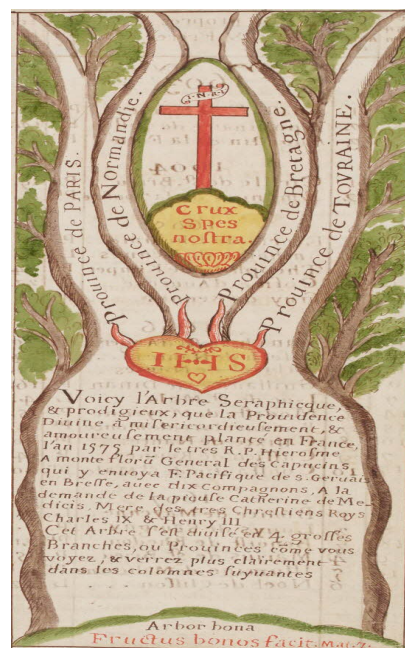 I·N·R·I
Crux
Spes
nostra.
Prouince de PARIS.
prouince de Normandie.
Prouince de Bretagne.
Prouince de TOVRAINE.
IHS
Voicy l'Arbre Seraphicque,
& prodigieux, que la Prouidence
Diuine a misericordieusement, &
amoureusement planté en France,
l'an 1575 par le tres R. P. Hierosme
A monte florû General des Capucins
qui y enuoya F. Pacifique de S. Geruais
en Bresse, auec dix Compagnons, A la
demande de la pieuse Catherine de Me-
dicis, Mere des tres Chrestiens Roys
Charles IX & Henry III
Cet Arbre s'est diuisé en 4 grosses
Branches, ou Prouinces côme vous
voyez, & verrez plus clairement
dans les colomnes suyuantes
Arbor bona
Fructus bonos facit. M. 7.